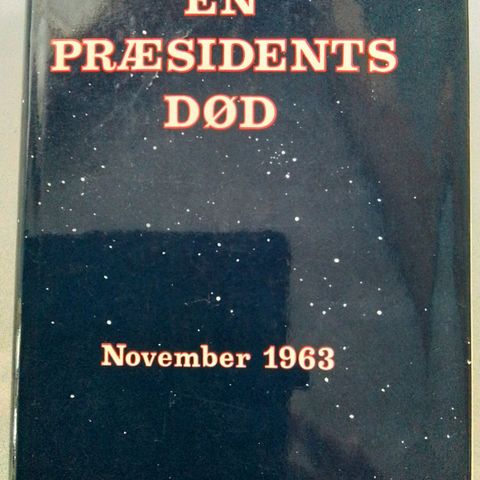 EN
PRÆSIDENTS
DØD
November 1963